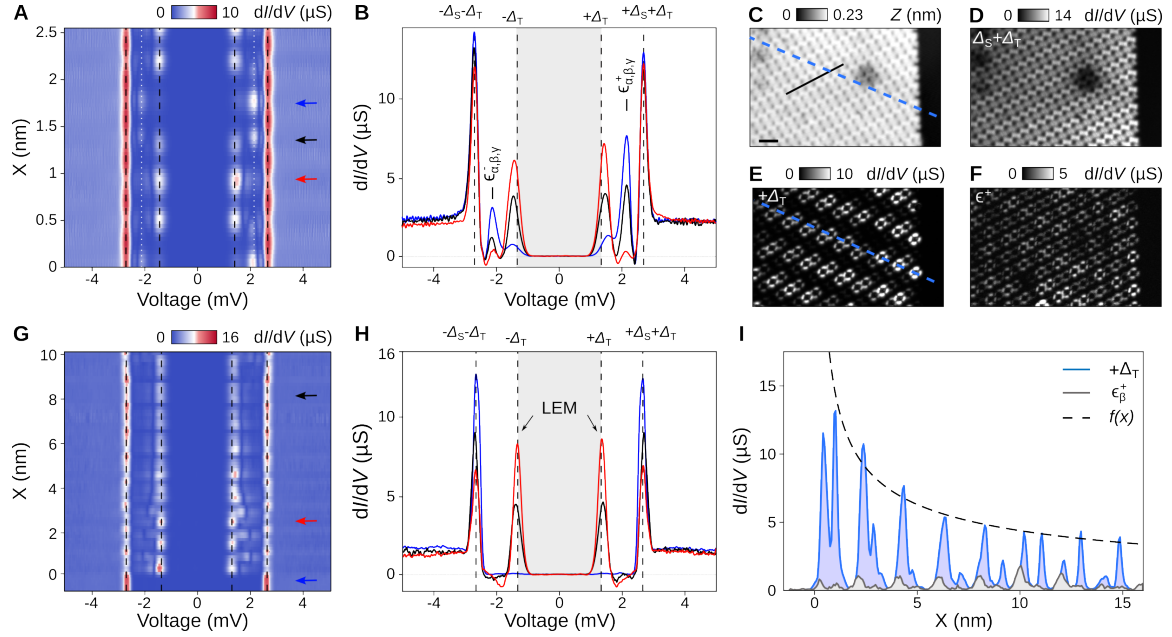 A
0 10 dI/dV (µS)
2.5
2
1.5
1
0.5
0
X (nm)
-4 -2 0 2 4
Voltage (mV)
B
-ΔS-ΔT -ΔT +ΔT +ΔS+ΔT
ϵα,β,γ
ϵ+α,β,γ
10
5
0
dI/dV (µS)
-4 -2 0 2 4
Voltage (mV)
C
0 0.23 Z (nm)
D
0 14 dI/dV (µS)
ΔS+ΔT
E
0 10 dI/dV (µS)
+ΔT
F
0 5 dI/dV (µS)
ϵ+
G
0 16 dI/dV (µS)
10
8
6
4
2
0
X (nm)
-4 -2 0 2 4
Voltage (mV)
H
-ΔS-ΔT -ΔT +ΔT +ΔS+ΔT
LEM
16
10
5
0
dI/dV (µS)
-4 -2 0 2 4
Voltage (mV)
I
+ΔT
ϵ+β
f(x)
15
10
5
0
dI/dV (µS)
0 5 10 15
X (nm)